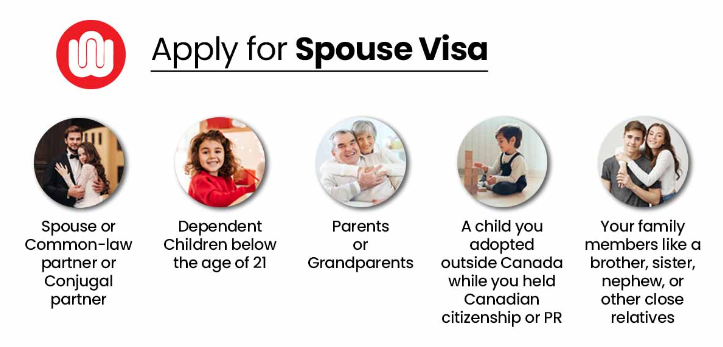 Apply for Spouse Visa
Spouse or
Common-law
partner or
Conjugal
partner
Dependent
Children below
the age of 21
Parents
or
Grandparents
A child you
adopted
outside Canada
while you held
Canadian
citizenship or PR
Your family
members like a
brother, sister,
nephew, or
other close
relatives